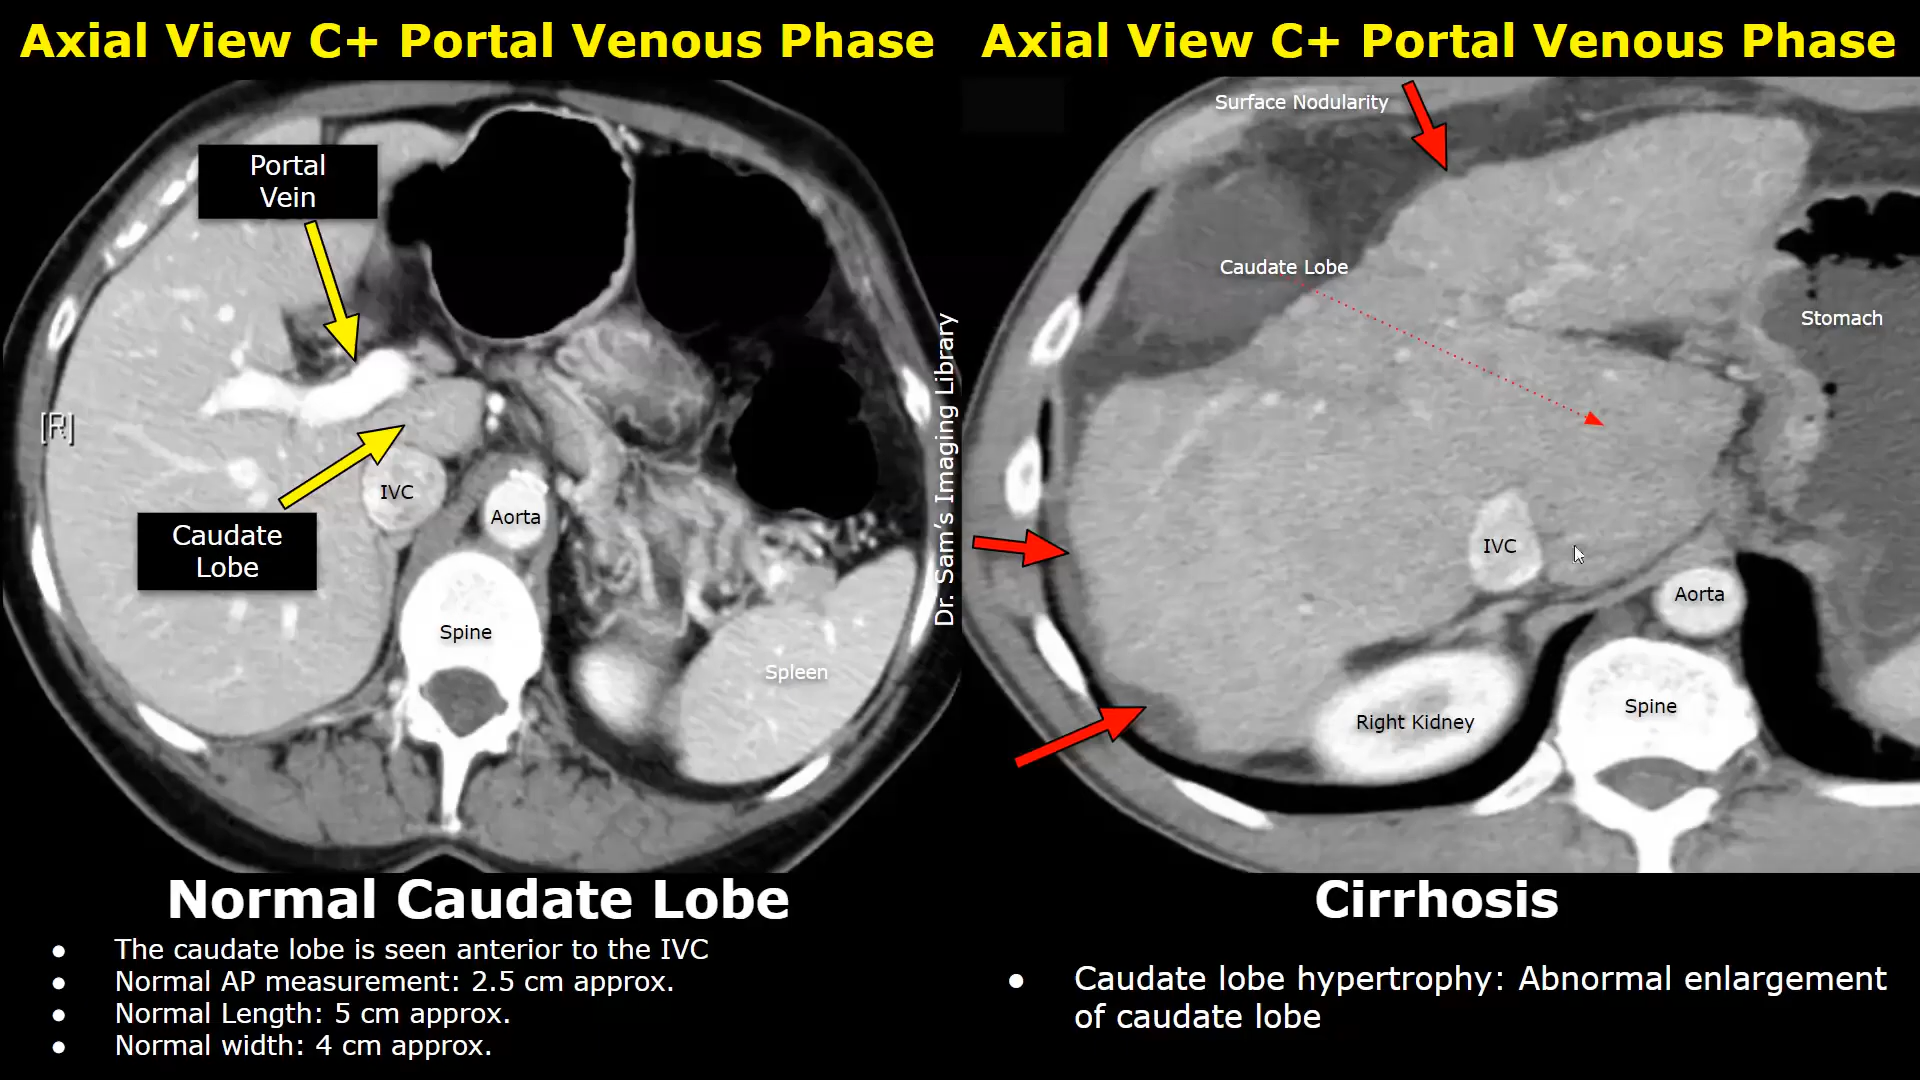 Axial View C+ Portal Venous Phase
Portal
Vein
[R]
IVC
Aorta
Caudate
Lobe
Spine
Spleen
Normal Caudate Lobe
● The caudate lobe is seen anterior to the IVC
● Normal AP measurement: 2.5 cm approx.
● Normal Length: 5 cm approx.
● Normal width: 4 cm approx.
Dr. Sam's Imaging Library
Axial View C+ Portal Venous Phase
Surface Nodularity
Caudate Lobe
Stomach
IVC
Aorta
Spine
Right Kidney
Cirrhosis
● Caudate lobe hypertrophy: Abnormal enlargement
of caudate lobe